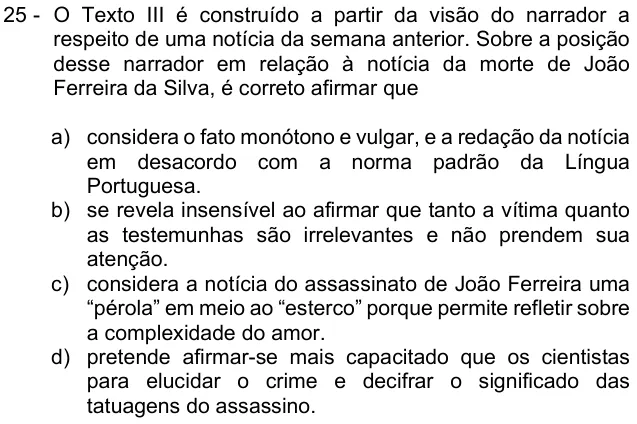 25 - O Texto III é construído a partir da visão do narrador a
respeito de uma notícia da semana anterior. Sobre a posição
desse narrador em relação à notícia da morte de João
Ferreira da Silva, é correto afirmar que
a) considera o fato monótono e vulgar, e a redação da notícia
em desacordo com a norma padrão da Língua
Portuguesa.
b) se revela insensível ao afirmar que tanto a vítima quanto
as testemunhas são irrelevantes e não prendem sua
atenção.
c) considera a notícia do assassinato de João Ferreira uma
“pérola” em meio ao “esterco” porque permite refletir sobre
a complexidade do amor.
d) pretende afirmar-se mais capacitado que os cientistas
para elucidar o crime e decifrar o significado das
tatuagens do assassino.